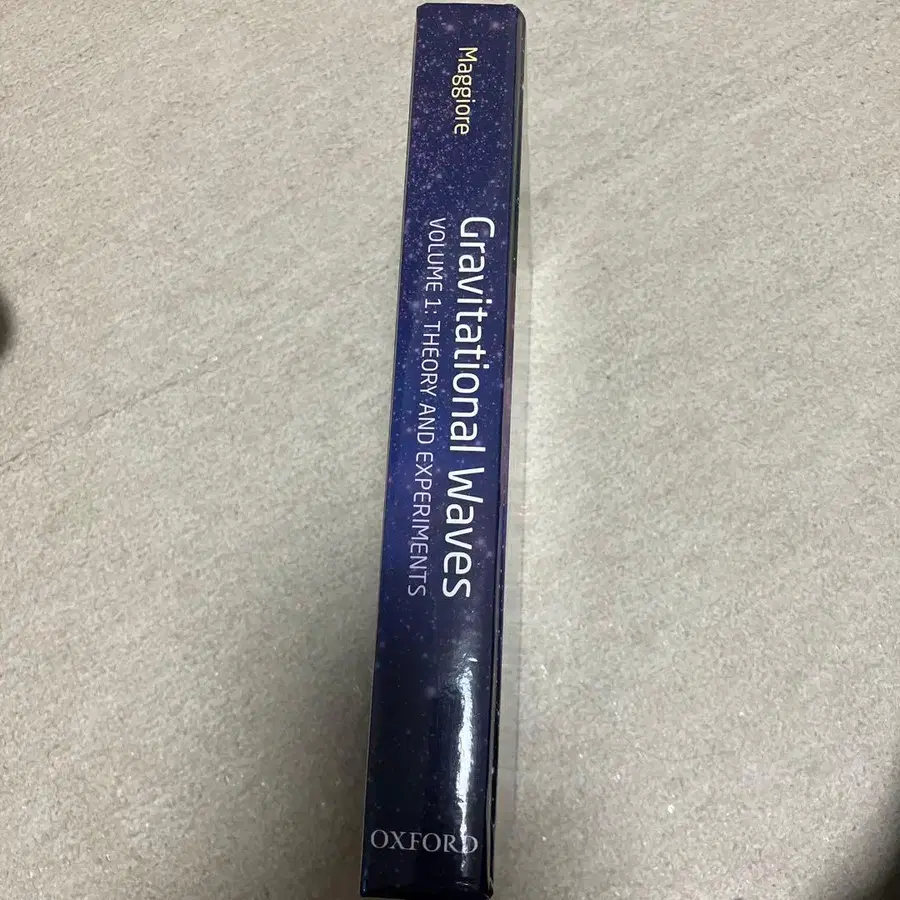 Maggiore
Gravitational Waves
VOLUME 1: THEORY AND EXPERIMENTS
OXFORD